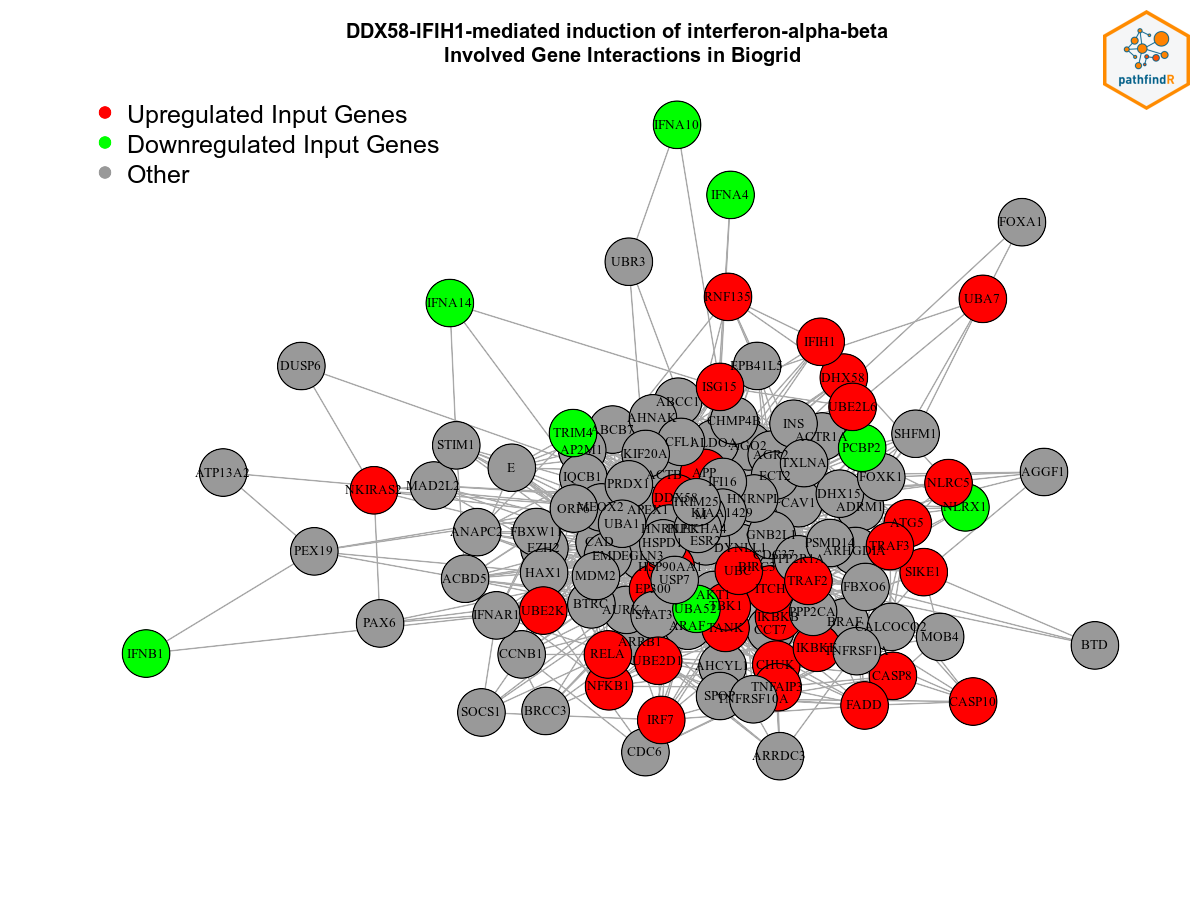 DDX58-IFIH1-mediated induction of interferon-alpha-beta
Involved Gene Interactions in Biogrid
pathfindR
Upregulated Input Genes
Downregulated Input Genes
Other
IFNA10
IFNA4
FOXA1
UBR3
RNF135
UBA7
IFNA14
IFIH1
DUSP6
EPB41L5
DHX58
ISG15
ABCC1
UBE2L6
AHNAK
CHMP4B
INS
ABCB7
TRIM4
ACTR1A
SHFM1
STIM1
AP2M1
CFL1
ALDOA
AGO2
PCBP2
KIF20A
AGR2
TXLNA
E
ATP13A2
AGGF1
IQCB1
ACTB
APP
ECT2
FOXK1
NLRC5
MAD2L2
PRDX1
IFI16
NKIRAS2
DDX58
DHX15
TRIM25
HNRNPL
CAV1
ADRM1
NLRX1
MEOX2
APEX1
M
KIAA1429
UBA1
ATG5
ANAPC2
FBXW11
ESR2
GNB2L1
CAD
HSPD1
PSMD14
TRAF3
PEX19
EZH2
DYNLL1
CDC37
ARHGDIA
EMD
EGLN3
PPP2R1A
HAX1
MDM2
HSP90AA1
USP7
UBC
BIRC3
TRAF2
SIKE1
ACBD5
EP300
AKT1
ITCH
FBXO6
BTRC
AURKA
STAT3
UBA52
TBK1
IKBKB
PPP2CA
IFNAR1
UBE2K
PAX6
ARAF
TANK
CCT7
BRAF
CALCOCO2
MOB4
BTD
ARRB1
IFNB1
CCNB1
RELA
UBE2D1
AHCYL1
CHUK
TNFRSF1A
CASP8
NFKB1
TNFAIP3
SPOP
TNFRSF10A
FADD
CASP10
SOCS1
BRCC3
IRF7
CDC6
ARRDC3